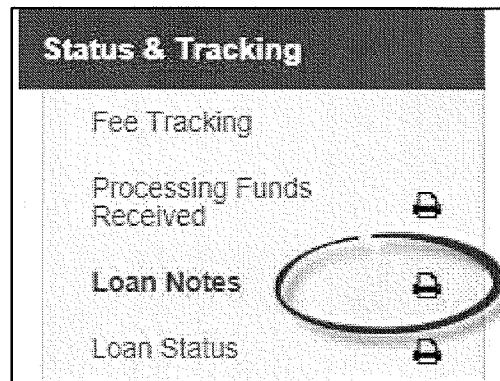 Status & Tracking
Fee Tracking
Processing Funds
Received
Loan Notes
Loan Status